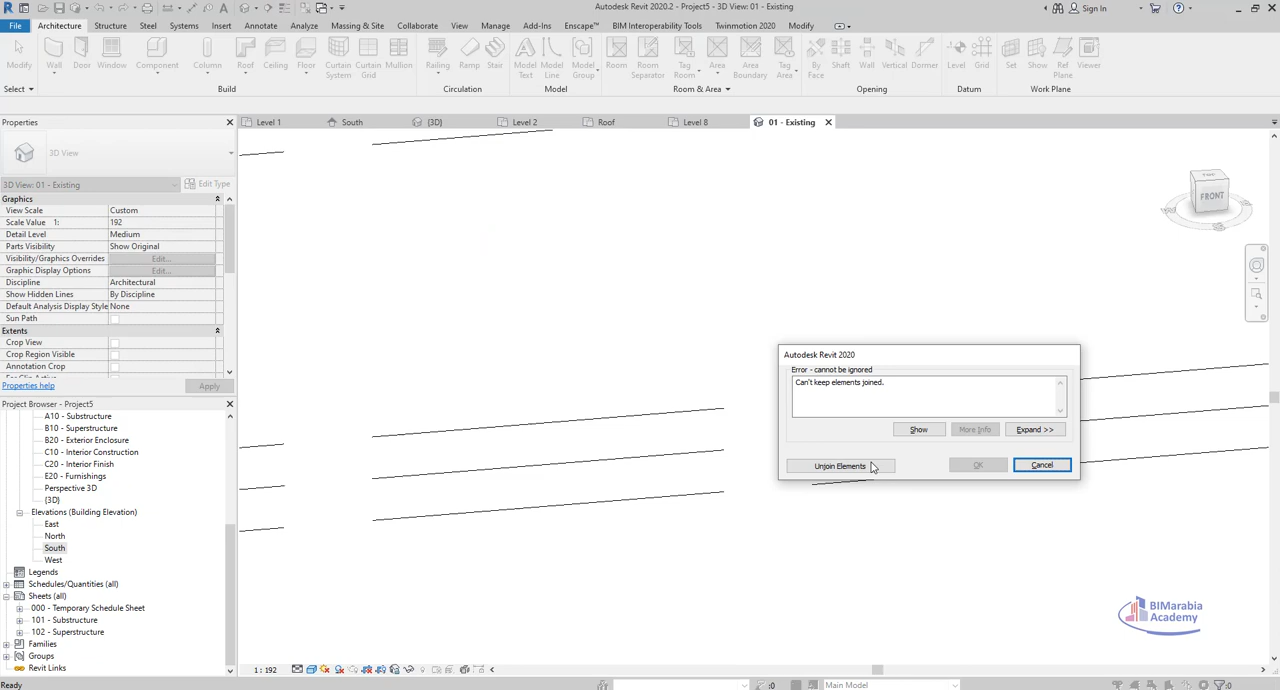 Autodesk Revit 2020.2 - Project5 - 3D View: 01 - Existing
Sign In
File Architecture Structure Steel Systems Insert Annotate Analyze Massing & Site Collaborate View Manage Add-Ins Enscape™ BIM Interoperability Tools Twinmotion 2020 Modify
Modify Wall Door Window Component Column Roof Ceiling Floor Curtain System Curtain Grid Mullion Railing Ramp Stair Model Text Model Line Model Group Room Room Separator Tag Room Area Area Boundary Tag Area By Face Shaft Wall Vertical Dormer Level Grid Set Show Ref Plane Viewer
Select Build Circulation Model Room & Area Opening Datum Work Plane
Properties
Level 1 South {3D} Level 2 Roof Level 8 01 - Existing
3D View
3D View: 01 - Existing Edit Type
Graphics
View Scale Custom
Scale Value 1: 192
Detail Level Medium
Parts Visibility Show Original
Visibility/Graphics Overrides Edit...
Graphic Display Options Edit...
Discipline Architectural
Show Hidden Lines By Discipline
Default Analysis Display Style None
Sun Path
Extents
Crop View
Crop Region Visible
Annotation Crop
Properties help Apply
Project Browser - Project5
A10 - Substructure
B10 - Superstructure
B20 - Exterior Enclosure
C10 - Interior Construction
C20 - Interior Finish
E20 - Furnishings
Perspective 3D
{3D}
Elevations (Building Elevation)
East
North
South
West
Legends
Schedules/Quantities (all)
Sheets (all)
000 - Temporary Schedule Sheet
101 - Substructure
102 - Superstructure
Families
Groups
Revit Links
FRONT
Autodesk Revit 2020
Error - cannot be ignored
Can't keep elements joined.
Show More Info Expand >>
Unjoin Elements OK Cancel
BIMarabia
Academy
1 : 192
Ready
:0 Main Model :0